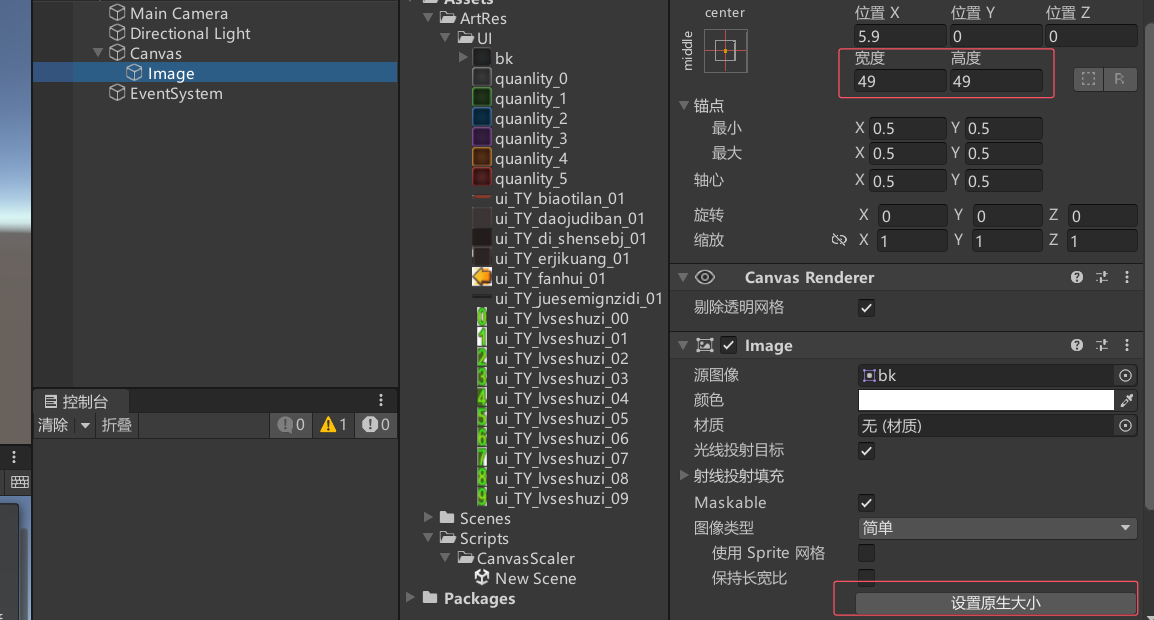 Main Camera
Directional Light
Canvas
Image
EventSystem
控制台
清除
折叠
0
1
0
Assets
ArtRes
UI
bk
quanlity_0
quanlity_1
quanlity_2
quanlity_3
quanlity_4
quanlity_5
ui_TY_biaotilan_01
ui_TY_daojudiban_01
ui_TY_di_shensebj_01
ui_TY_erjikuang_01
ui_TY_fanhui_01
ui_TY_juesemignzidi_01
ui_TY_lvseshuzi_00
ui_TY_lvseshuzi_01
ui_TY_lvseshuzi_02
ui_TY_lvseshuzi_03
ui_TY_lvseshuzi_04
ui_TY_lvseshuzi_05
ui_TY_lvseshuzi_06
ui_TY_lvseshuzi_07
ui_TY_lvseshuzi_08
ui_TY_lvseshuzi_09
Scenes
Scripts
CanvasScaler
New Scene
Packages
center
middle
位置 X 位置 Y 位置 Z
5.9 0 0
宽度 高度
49 49
R
锚点
最小 X 0.5 Y 0.5
最大 X 0.5 Y 0.5
轴心 X 0.5 Y 0.5
旋转 X 0 Y 0 Z 0
缩放 X 1 Y 1 Z 1
Canvas Renderer
剔除透明网格
Image
源图像 bk
颜色
材质 无 (材质)
光线投射目标
射线投射填充
Maskable
图像类型 简单
使用 Sprite 网格
保持长宽比
设置原生大小